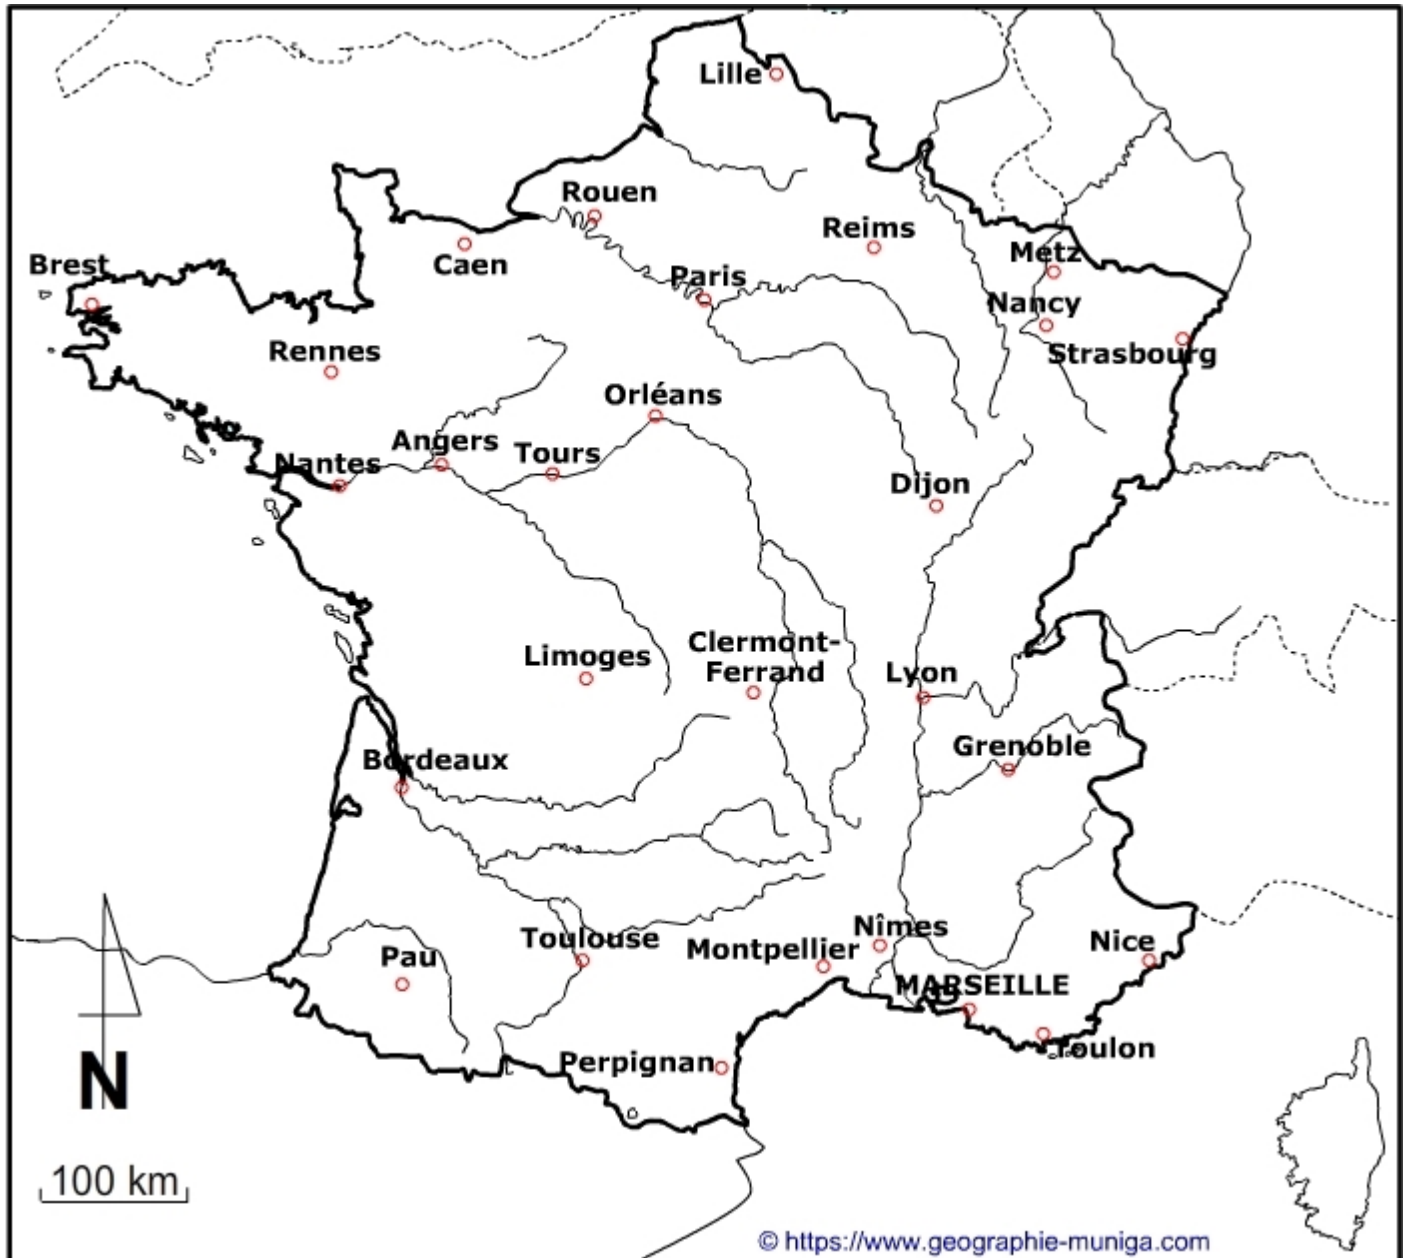 Lille
Rouen
Reims
Caen
Metz
Brest
Paris
Nancy
Rennes
Strasbourg
Orléans
Angers
Tours
Nantes
Dijon
Limoges
Clermont-
Ferrand
Lyon
Grenoble
Bordeaux
Nîmes
Toulouse
Montpellier
Nice
Pau
MARSEILLE
Toulon
Perpignan
N
100 km
© https://www.geographie-muniga.com